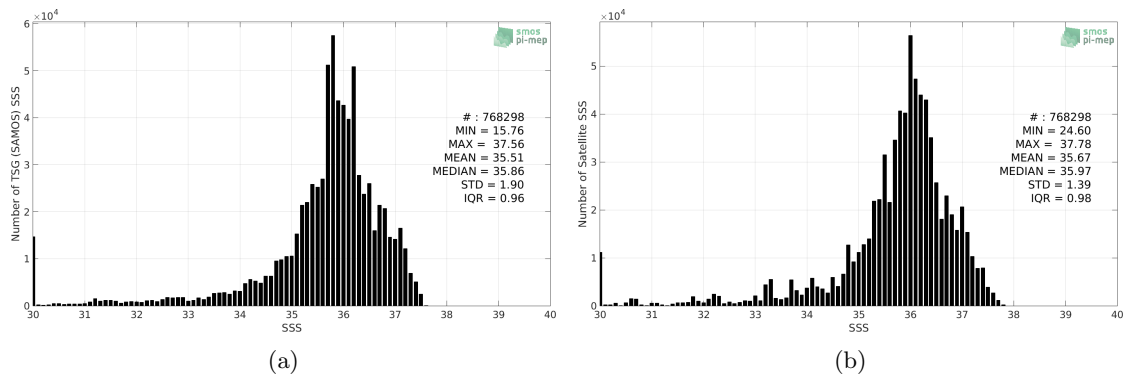 ×10⁴
6
5
4
3
2
1
0
Number of TSG (SAMOS) SSS
30 31 32 33 34 35 36 37 38 39 40
SSS
smos
pi-mep
# : 768298
MIN = 15.76
MAX = 37.56
MEAN = 35.51
MEDIAN = 35.86
STD = 1.90
IQR = 0.96
(a)
×10⁴
5
4
3
2
1
0
Number of Satellite SSS
30 31 32 33 34 35 36 37 38 39 40
SSS
smos
pi-mep
# : 768298
MIN = 24.60
MAX = 37.78
MEAN = 35.67
MEDIAN = 35.97
STD = 1.39
IQR = 0.98
(b)